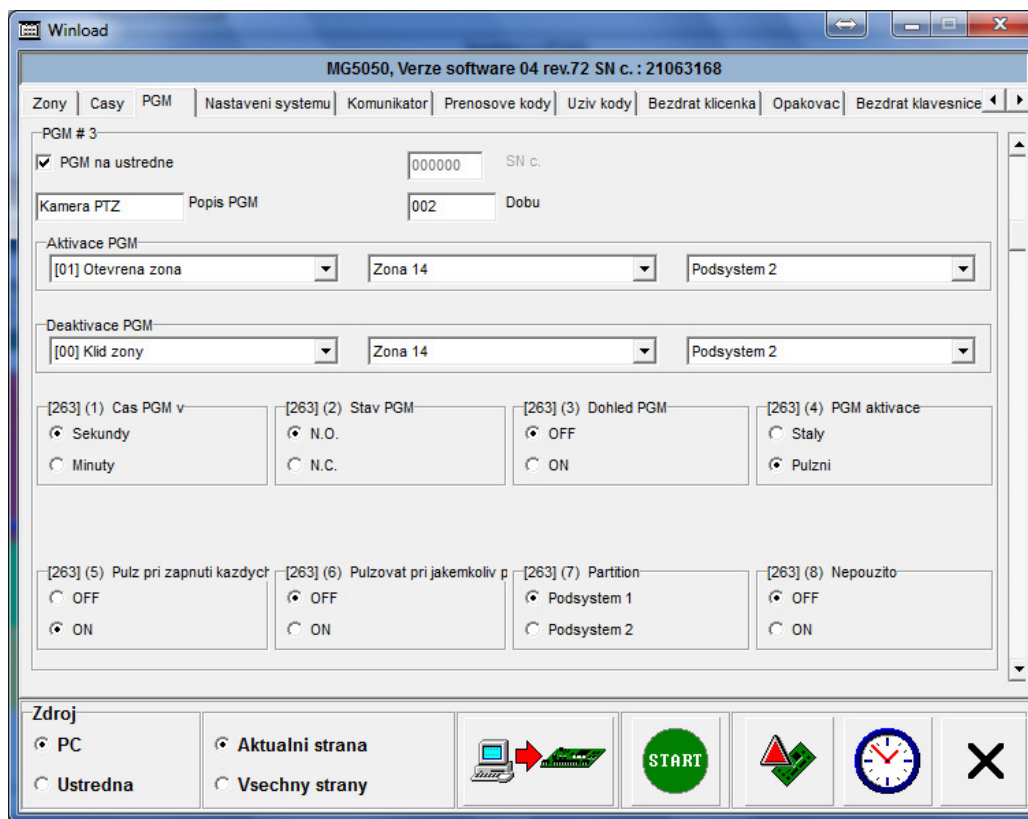 Winload
MG5050, Verze software 04 rev.72 SN c. : 21063168
Zony Casy PGM Nastaveni systemu Komunikator Prenosove kody Uziv kody Bezdrat klicenka Opakovac Bezdrat klavesnice
PGM # 3
PGM na ustredne 000000 SN c.
Kamera PTZ Popis PGM 002 Dobu
Aktivace PGM
[01] Otevrena zona Zona 14 Podsystem 2
Deaktivace PGM
[00] Klid zony Zona 14 Podsystem 2
[263] (1) Cas PGM v [263] (2) Stav PGM [263] (3) Dohled PGM [263] (4) PGM aktivace
Sekundy N.O. OFF Staly
Minuty N.C. ON Pulzni
[263] (5) Pulz pri zapnuti kazdych [263] (6) Pulzovat pri jakemkoliv p [263] (7) Partition [263] (8) Nepouzito
OFF OFF Podsystem 1 OFF
ON ON Podsystem 2 ON
Zdroj
PC Aktualni strana START
Ustredna Vsechny strany